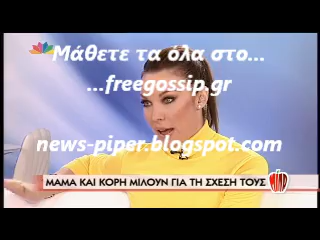 Μάθετε τα όλα στο...
...freegossip.gr
news-piper.blogspot.com
ΜΑΜΑ ΚΑΙ ΚΟΡΗ ΜΙΛΟΥΝ ΓΙΑ ΤΗ ΣΧΕΣΗ ΤΟΥΣ